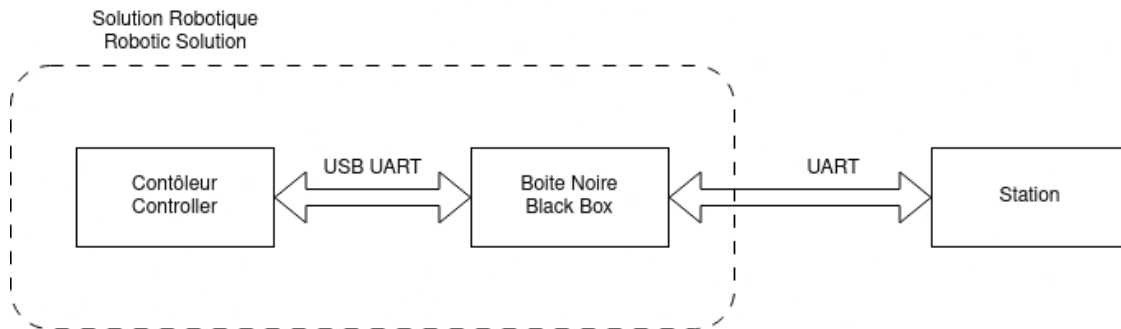 Solution Robotique
Robotic Solution
Contôleur
Controller
USB UART
Boite Noire
Black Box
UART
Station